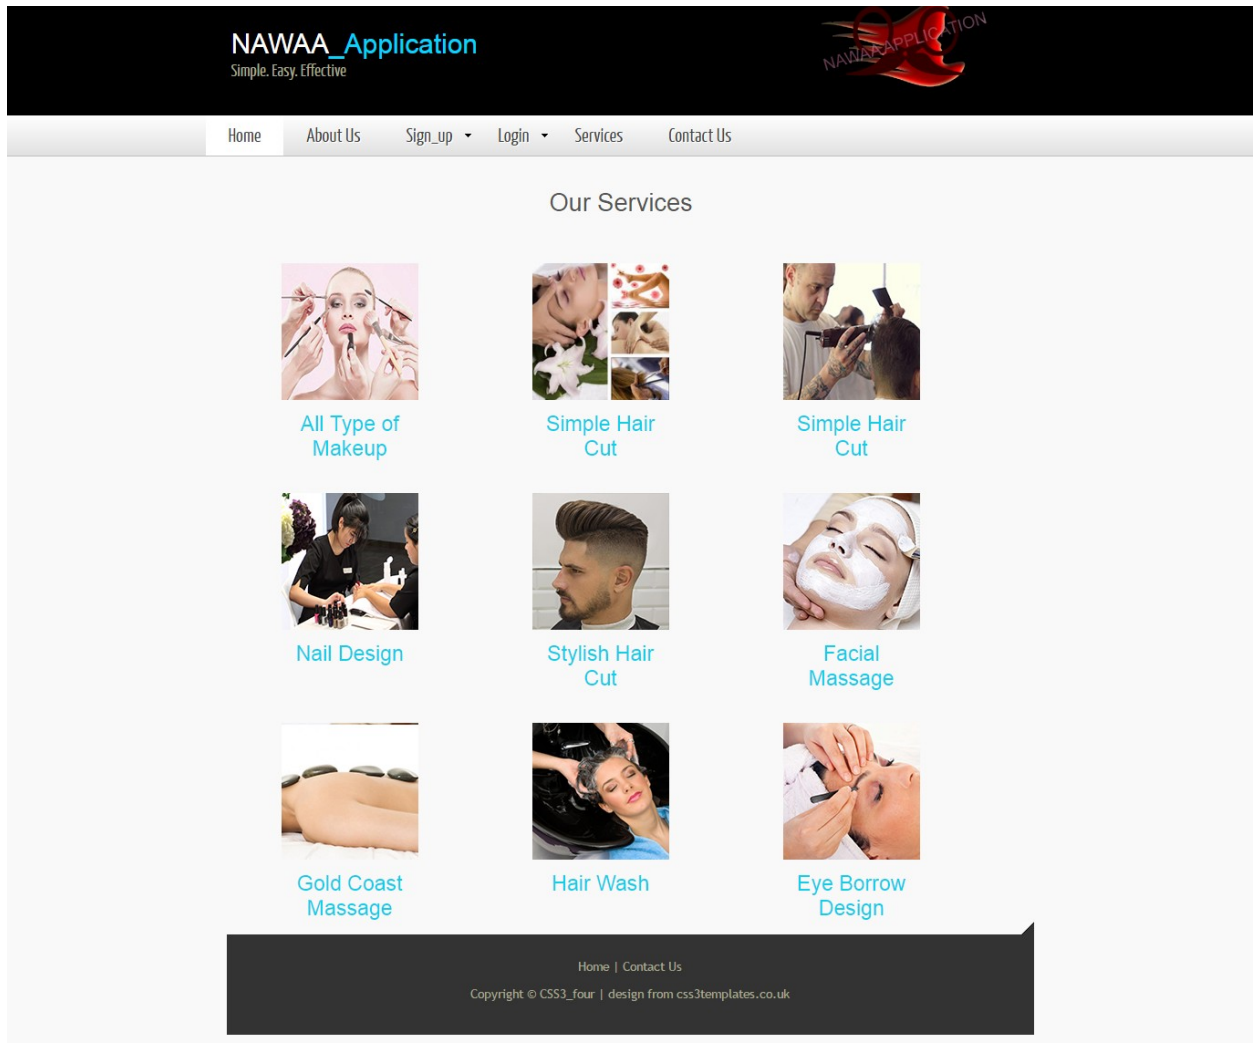 NAWAA_Application
Simple. Easy. Effective
NAWAAAPPLICATION
Home About Us Sign_up Login Services Contact Us
Our Services
All Type of
Makeup
Simple Hair
Cut
Simple Hair
Cut
Nail Design
Stylish Hair
Cut
Facial
Massage
Gold Coast
Massage
Hair Wash
Eye Borrow
Design
Home | Contact Us
Copyright © CSS3_four | design from css3templates.co.uk